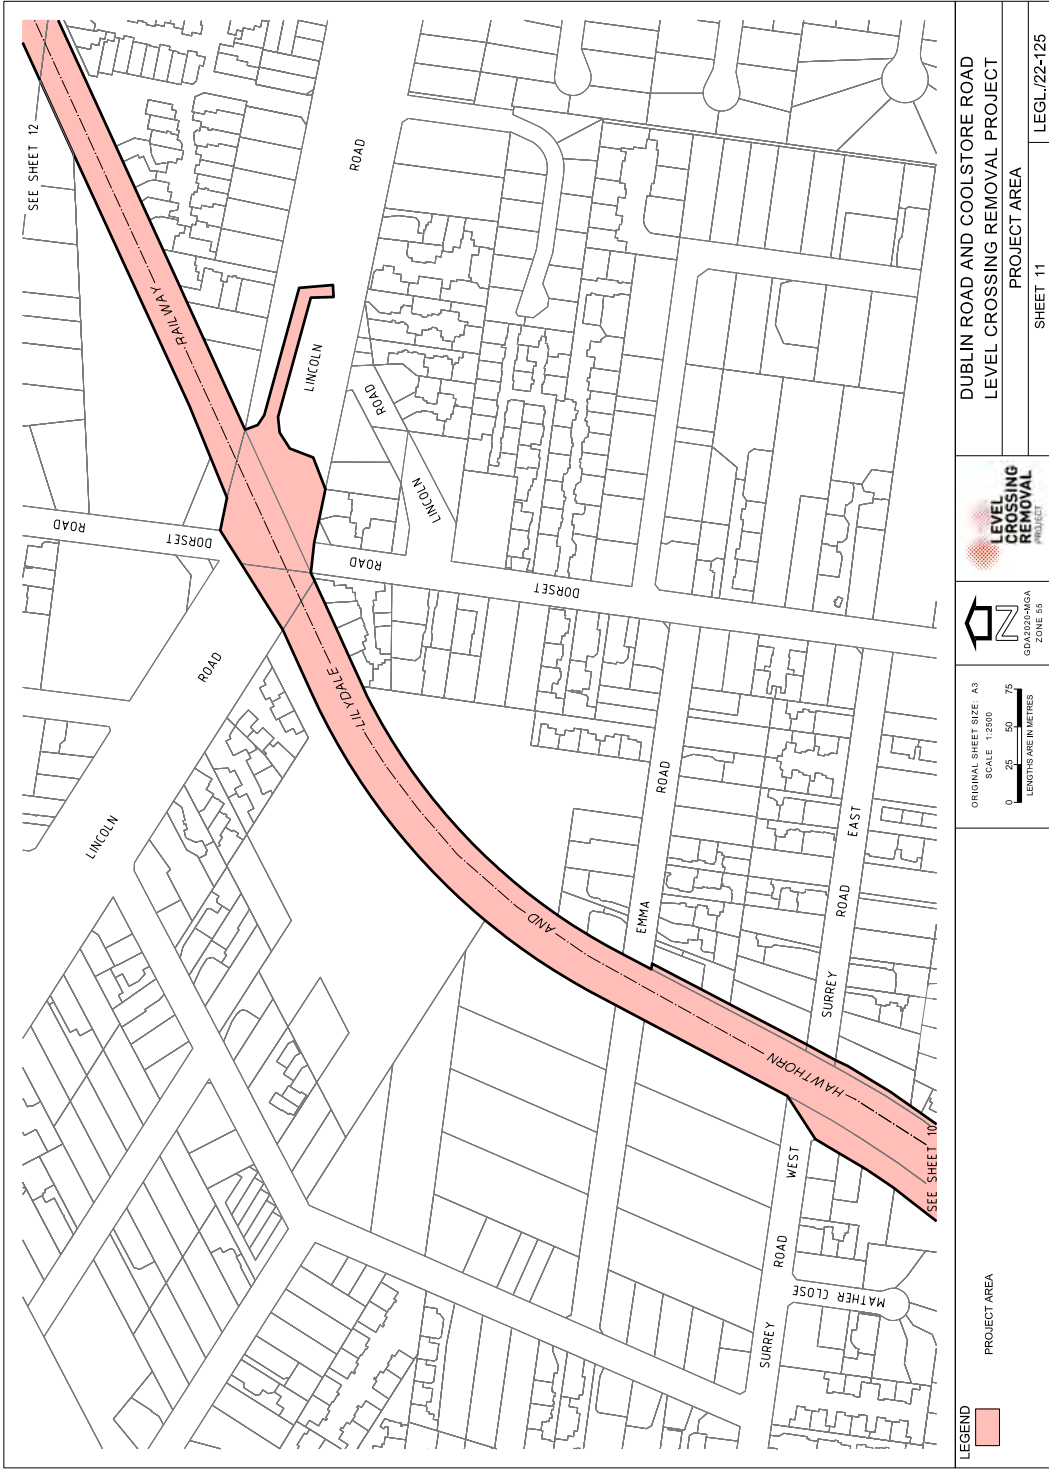 SEE SHEET 12
ROAD
RAILWAY
LINCOLN
ROAD
LINCOLN
ROAD
DORSET
ROAD
DORSET
ROAD
LINCOLN
LILYDALE
ROAD
AND
EMMA
EAST
ROAD
SURREY
HAWTHORN
SEE SHEET 10
WEST
ROAD
SURREY
MATHER CLOSE
DUBLIN ROAD AND COOLSTORE ROAD
LEVEL CROSSING REMOVAL PROJECT
PROJECT AREA
SHEET 11
LEGL./22-125
LEVEL
CROSSING
REMOVAL
PROJECT
N
GDA2020-MGA
ZONE 55
ORIGINAL SHEET SIZE: A3
SCALE 1:2500
0 25 50 75
LENGTHS ARE IN METRES
LEGEND
PROJECT AREA